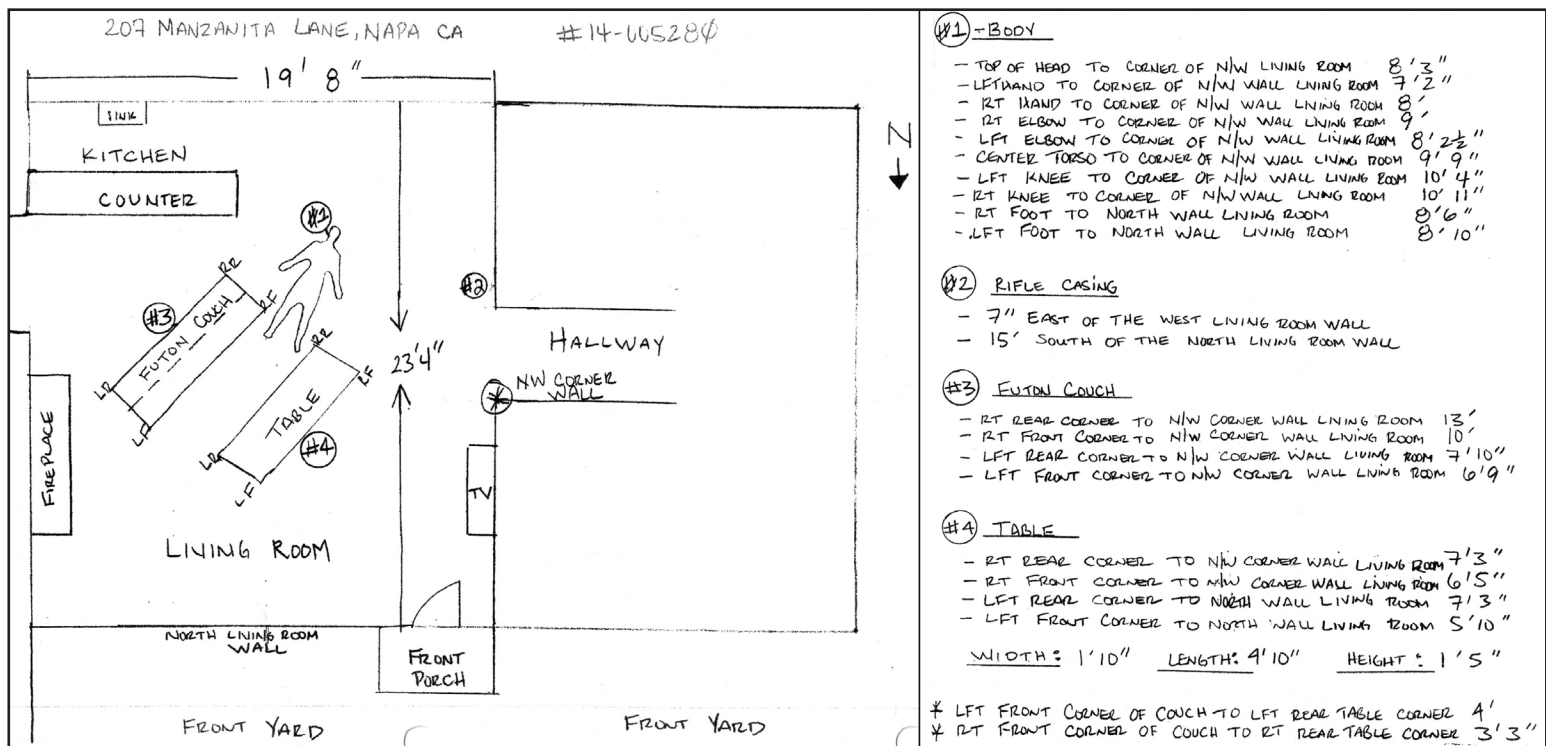 207 MANZANITA LANE, NAPA CA #14-005280
19' 8"
SINK
KITCHEN
COUNTER
#1
RR
#3
FUTON COUCH
RF
#2
RR
HALLWAY
23'4"
LR
RF
NW CORNER
WALL
TABLE
LF
#4
LR
LF
FIREPLACE
TV
LIVING ROOM
NORTH LIVING ROOM
WALL
FRONT
PORCH
FRONT YARD
FRONT YARD
N
#1 - BODY
- TOP OF HEAD TO CORNER OF N/W LIVING ROOM 8'3"
- LFT HAND TO CORNER OF N/W WALL LIVING ROOM 7'2"
- RT HAND TO CORNER OF N/W WALL LIVING ROOM 8'
- RT ELBOW TO CORNER OF N/W WALL LIVING ROOM 9'
- LFT ELBOW TO CORNER OF N/W WALL LIVING ROOM 8'2½"
- CENTER TORSO TO CORNER OF N/W WALL LIVING ROOM 9'9"
- LFT KNEE TO CORNER OF N/W WALL LIVING ROOM 10'4"
- RT KNEE TO CORNER OF N/W WALL LIVING ROOM 10'11"
- RT FOOT TO NORTH WALL LIVING ROOM 8'6"
- LFT FOOT TO NORTH WALL LIVING ROOM 8'10"
#2 RIFLE CASING
- 7" EAST OF THE WEST LIVING ROOM WALL
- 15' SOUTH OF THE NORTH LIVING ROOM WALL
#3 FUTON COUCH
- RT REAR CORNER TO N/W CORNER WALL LIVING ROOM 13'
- RT FRONT CORNER TO N/W CORNER WALL LIVING ROOM 10'
- LFT REAR CORNER TO N/W CORNER WALL LIVING ROOM 7'10"
- LFT FRONT CORNER TO N/W CORNER WALL LIVING ROOM 6'9"
#4 TABLE
- RT REAR CORNER TO N/W CORNER WALL LIVING ROOM 7'3"
- RT FRONT CORNER TO N/W CORNER WALL LIVING ROOM 6'5"
- LFT REAR CORNER TO NORTH WALL LIVING ROOM 7'3"
- LFT FRONT CORNER TO NORTH WALL LIVING ROOM 5'10"
WIDTH: 1'10" LENGTH: 4'10" HEIGHT: 1'5"
* LFT FRONT CORNER OF COUCH TO LFT REAR TABLE CORNER 4'
* RT FRONT CORNER OF COUCH TO RT REAR TABLE CORNER 3'3"